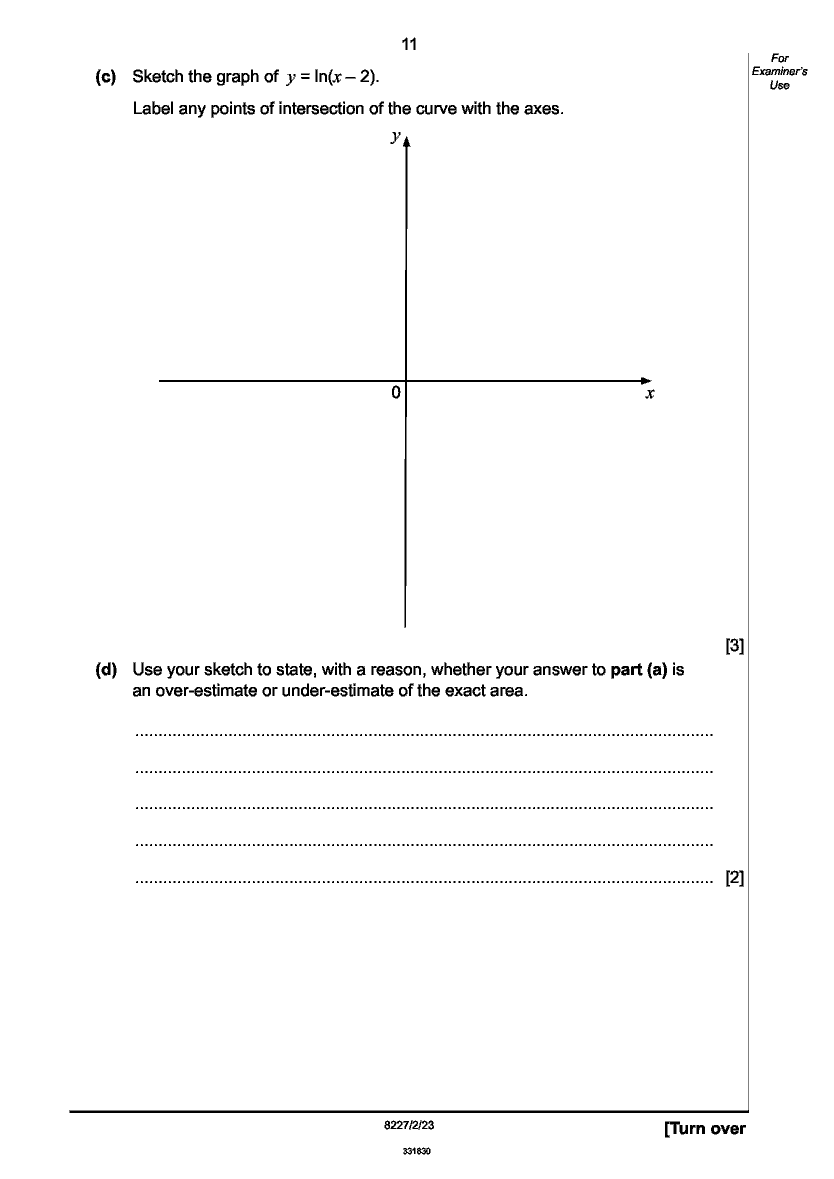 11
For
Examiner's
Use
(c) Sketch the graph of y = ln(x – 2).
Label any points of intersection of the curve with the axes.
y
0
x
[3]
(d) Use your sketch to state, with a reason, whether your answer to part (a) is
an over-estimate or under-estimate of the exact area.
[2]
8227/2/23
[Turn over
331830